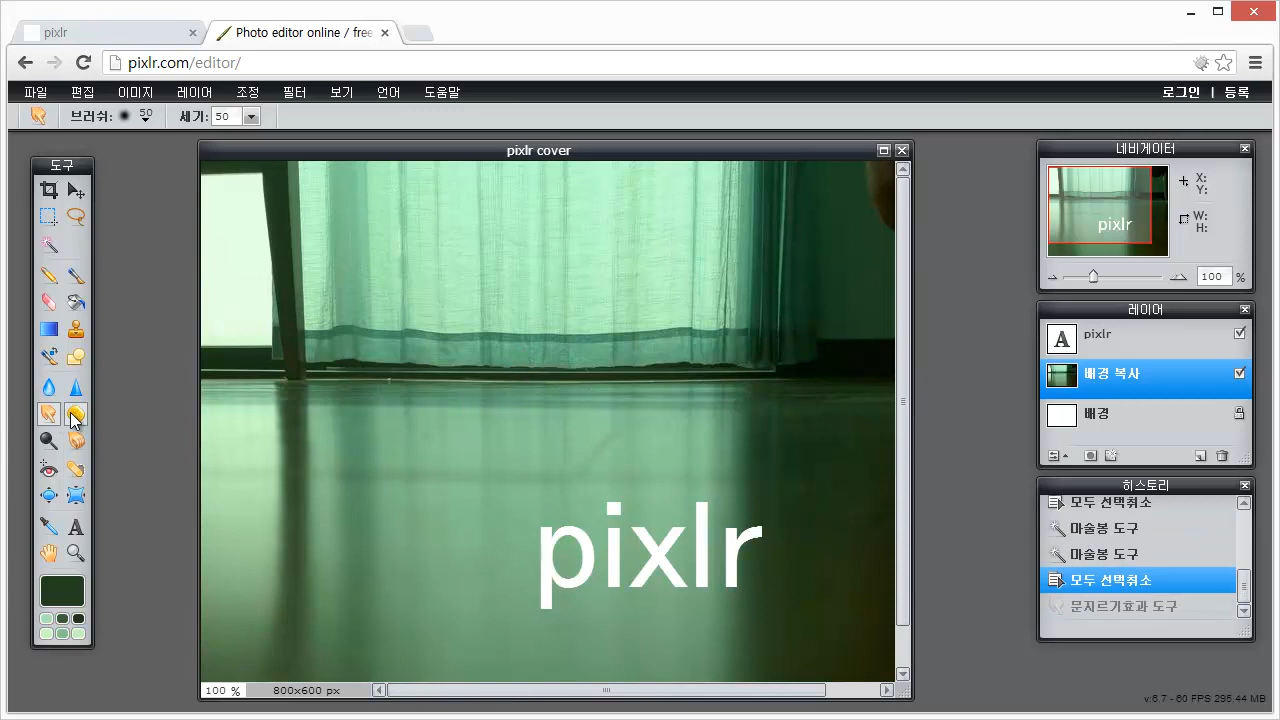 pixlr
Photo editor online / free
pixlr.com/editor/
파일 편집 이미지 레이어 조정 필터 보기 언어 도움말 로그인 | 등록
브러쉬: 50 세기: 50
도구
pixlr cover
네비게이터
X:
Y:
pixlr
W:
H:
100 %
레이어
A pixlr
배경 복사
배경
히스토리
모두 선택취소
마술봉 도구
마술봉 도구
모두 선택취소
문지르기효과 도구
pixlr
A
100 % 800x600 px
v:6.7 - 60 FPS 295.44 MB